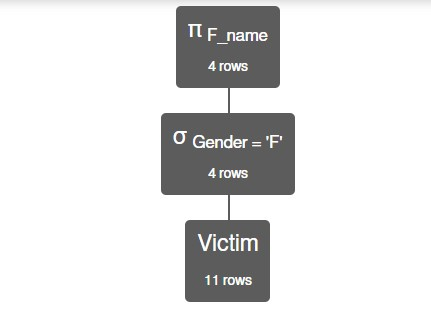 π F_name
4 rows
σ Gender = 'F'
4 rows
Victim
11 rows